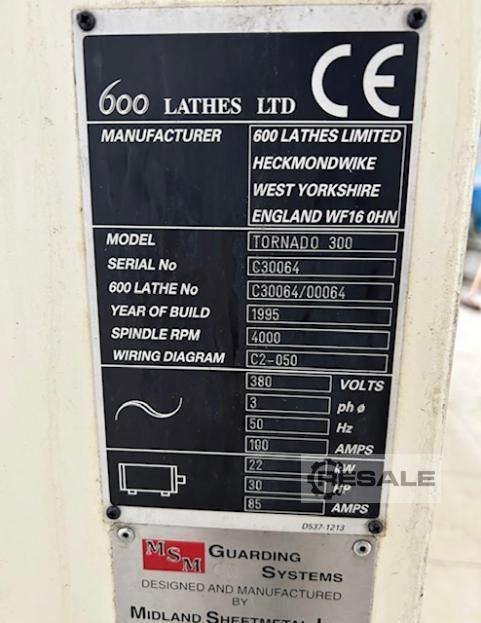 600 LATHES LTD CE
MANUFACTURER 600 LATHES LIMITED
HECKMONDWIKE
WEST YORKSHIRE
ENGLAND WF16 0HN
MODEL TORNADO 300
SERIAL No C30064
600 LATHE No C30064/00064
YEAR OF BUILD 1995
SPINDLE RPM 4000
WIRING DIAGRAM C2-050
380 VOLTS
3 ph ø
50 Hz
100 AMPS
22 kW
30 HP
85 AMPS
RESALE
D537-1213
MSM GUARDING
SYSTEMS
DESIGNED AND MANUFACTURED
BY
MIDLAND SHEETMETAL